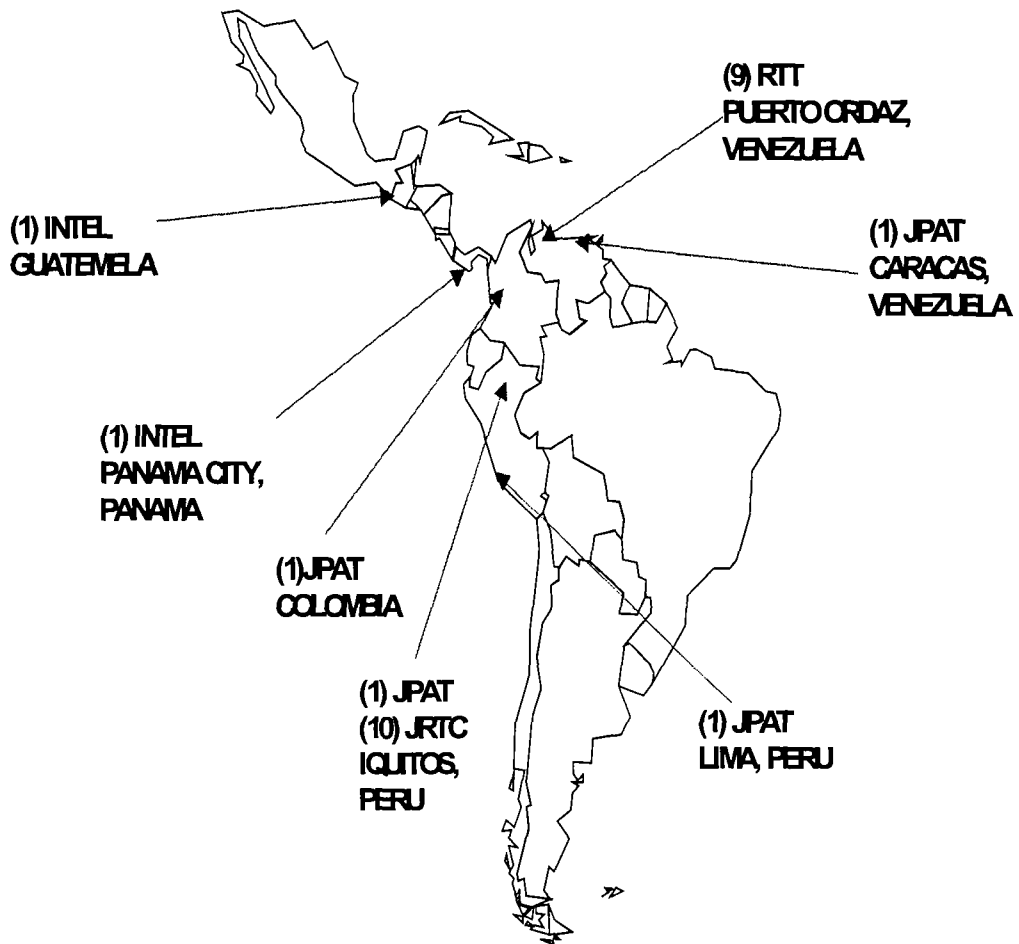 (9) RTT
PUERTO ORDAZ,
VENEZUELA
(1) INTEL
GUATEMELA
(1) JPAT
CARACAS,
VENEZUELA
(1) INTEL
PANAMA CITY,
PANAMA
(1)JPAT
COLOMBIA
(1) JPAT
(10) JRTC
IQUITOS,
PERU
(1) JPAT
LIMA, PERU